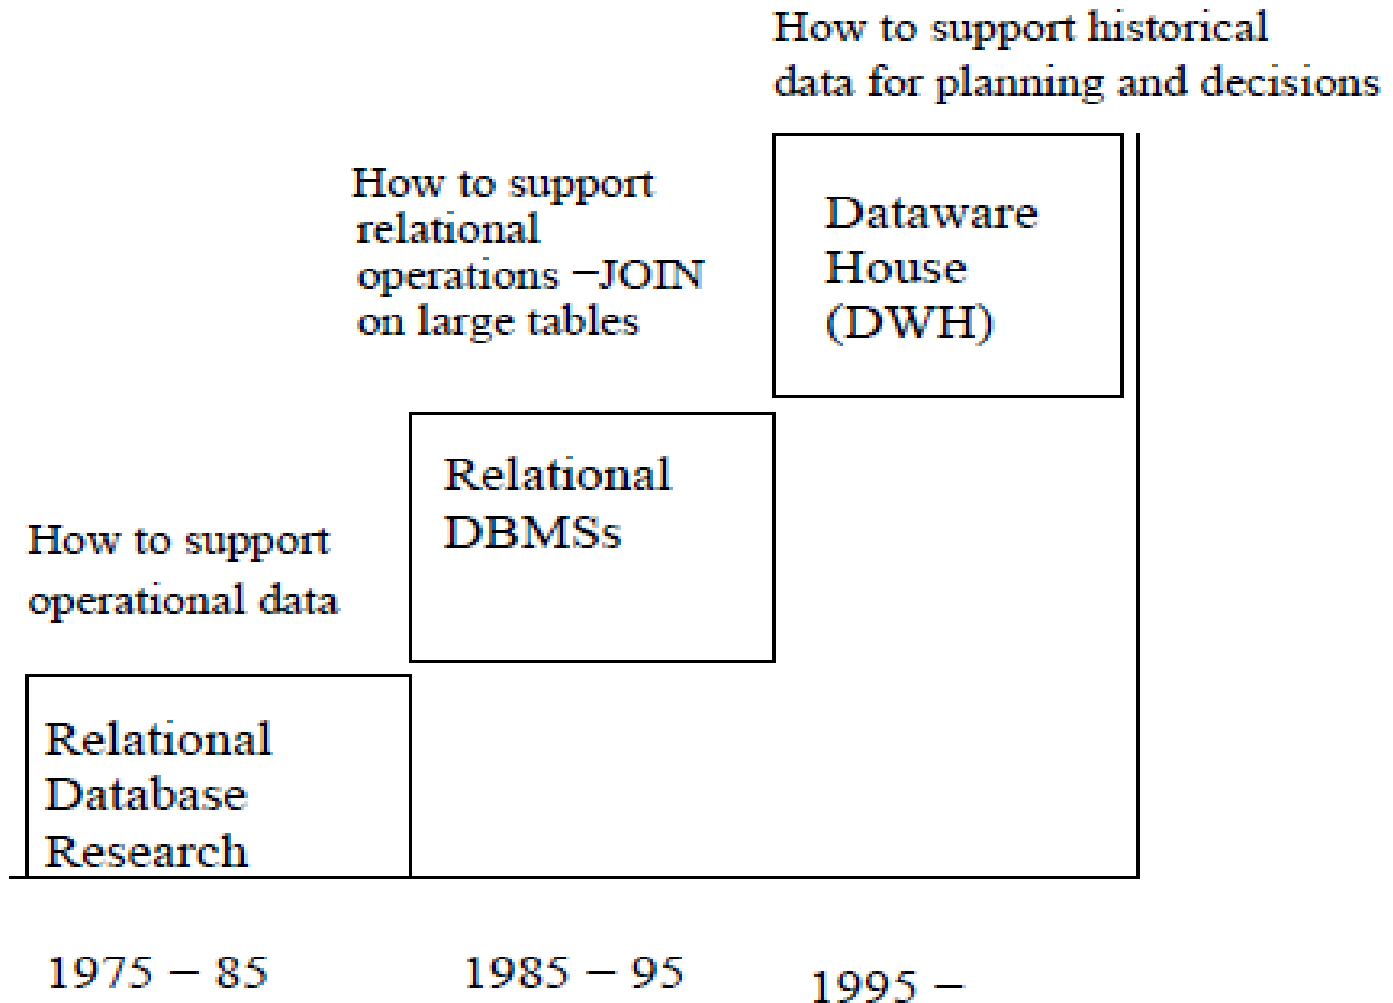 How to support historical
data for planning and decisions
How to support
relational
operations −JOIN
on large tables
Dataware
House
(DWH)
Relational
DBMSs
How to support
operational data
Relational
Database
Research
1975 − 85
1985 − 95
1995 −